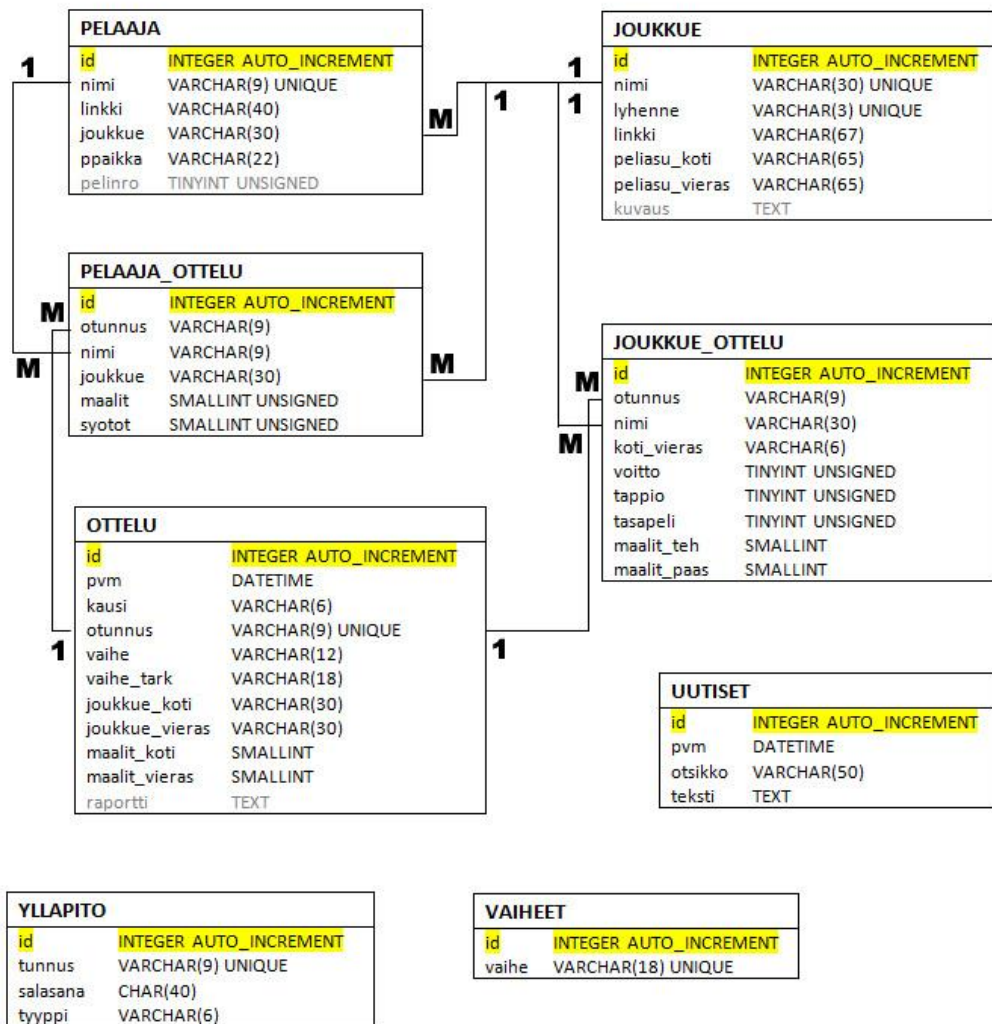 PELAAJA
id INTEGER AUTO_INCREMENT
nimi VARCHAR(9) UNIQUE
linkki VARCHAR(40)
joukkue VARCHAR(30)
ppaikka VARCHAR(22)
pelinro TINYINT UNSIGNED
1
M
1
1
1
JOUKKUE
id INTEGER AUTO_INCREMENT
nimi VARCHAR(30) UNIQUE
lyhenne VARCHAR(3) UNIQUE
linkki VARCHAR(67)
peliasu_koti VARCHAR(65)
peliasu_vieras VARCHAR(65)
kuvaus TEXT
PELAAJA_OTTELU
id INTEGER AUTO_INCREMENT
otunnus VARCHAR(9)
nimi VARCHAR(9)
joukkue VARCHAR(30)
maalit SMALLINT UNSIGNED
syotot SMALLINT UNSIGNED
M
M
M
M
M
JOUKKUE_OTTELU
id INTEGER AUTO_INCREMENT
otunnus VARCHAR(9)
nimi VARCHAR(30)
koti_vieras VARCHAR(6)
voitto TINYINT UNSIGNED
tappio TINYINT UNSIGNED
tasapeli TINYINT UNSIGNED
maalit_teh SMALLINT
maalit_paas SMALLINT
OTTELU
id INTEGER AUTO_INCREMENT
pvm DATETIME
kausi VARCHAR(6)
otunnus VARCHAR(9) UNIQUE
vaihe VARCHAR(12)
vaihe_tark VARCHAR(18)
joukkue_koti VARCHAR(30)
joukkue_vieras VARCHAR(30)
maalit_koti SMALLINT
maalit_vieras SMALLINT
raportti TEXT
1
1
UUTISET
id INTEGER AUTO_INCREMENT
pvm DATETIME
otsikko VARCHAR(50)
teksti TEXT
YLLAPITO
id INTEGER AUTO_INCREMENT
tunnus VARCHAR(9) UNIQUE
salasana CHAR(40)
tyyppi VARCHAR(6)
VAIHEET
id INTEGER AUTO_INCREMENT
vaihe VARCHAR(18) UNIQUE